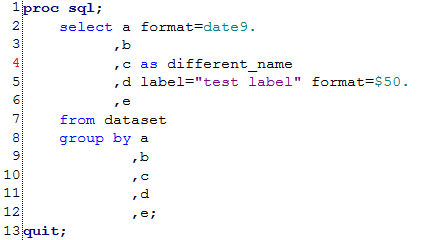 1 proc sql;
2     select a format=date9.
3           ,b
4           ,c as different_name
5           ,d label="test label" format=$50.
6           ,e
7     from dataset
8     group by a
9             ,b
10             ,c
11             ,d
12             ,e;
13 quit;